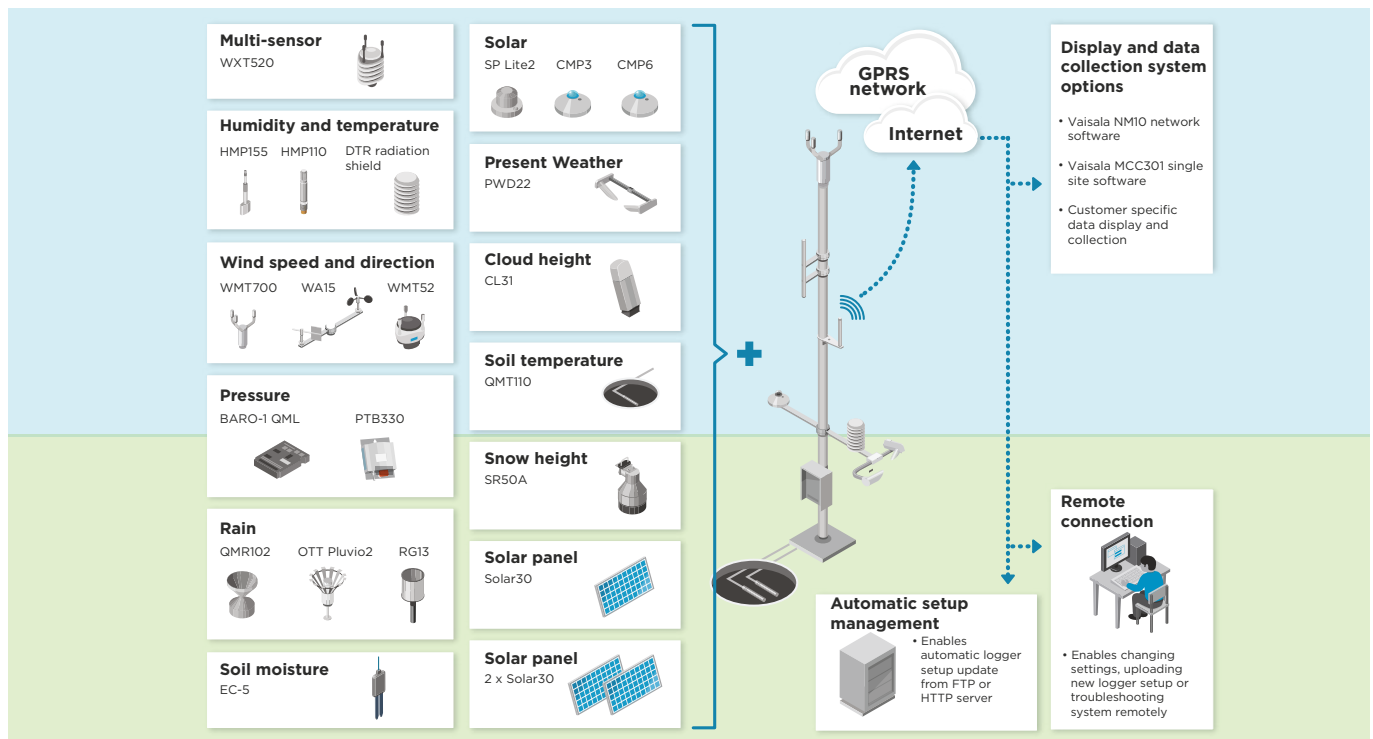 Multi-sensor
WXT520
Humidity and temperature
HMP155 HMP110 DTR radiation
shield
Wind speed and direction
WMT700 WA15 WMT52
Pressure
BARO-1 QML PTB330
Rain
QMR102 OTT Pluvio2 RG13
Soil moisture
EC-5
Solar
SP Lite2 CMP3 CMP6
Present Weather
PWD22
Cloud height
CL31
Soil temperature
QMT110
Snow height
SR50A
Solar panel
Solar30
Solar panel
2 x Solar30
GPRS
network
Internet
Display and data
collection system
options
• Vaisala NM10 network
software
• Vaisala MCC301 single
site software
• Customer specific
data display and
collection
Automatic setup
management
• Enables
automatic logger
setup update
from FTP or
HTTP server
Remote
connection
• Enables changing
settings, uploading
new logger setup or
troubleshooting
system remotely